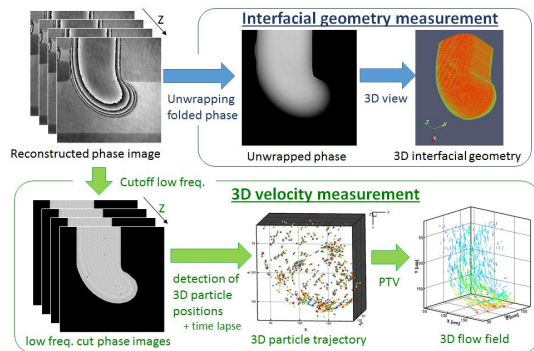 Z
Interfacial geometry measurement
Unwrapping
folded phase
3D view
Reconstructed phase image
Unwrapped phase
3D interfacial geometry
Cutoff low freq.
3D velocity measurement
Z
detection of
3D particle
positions
+ time lapse
PTV
low freq. cut phase images
3D particle trajectory
3D flow field